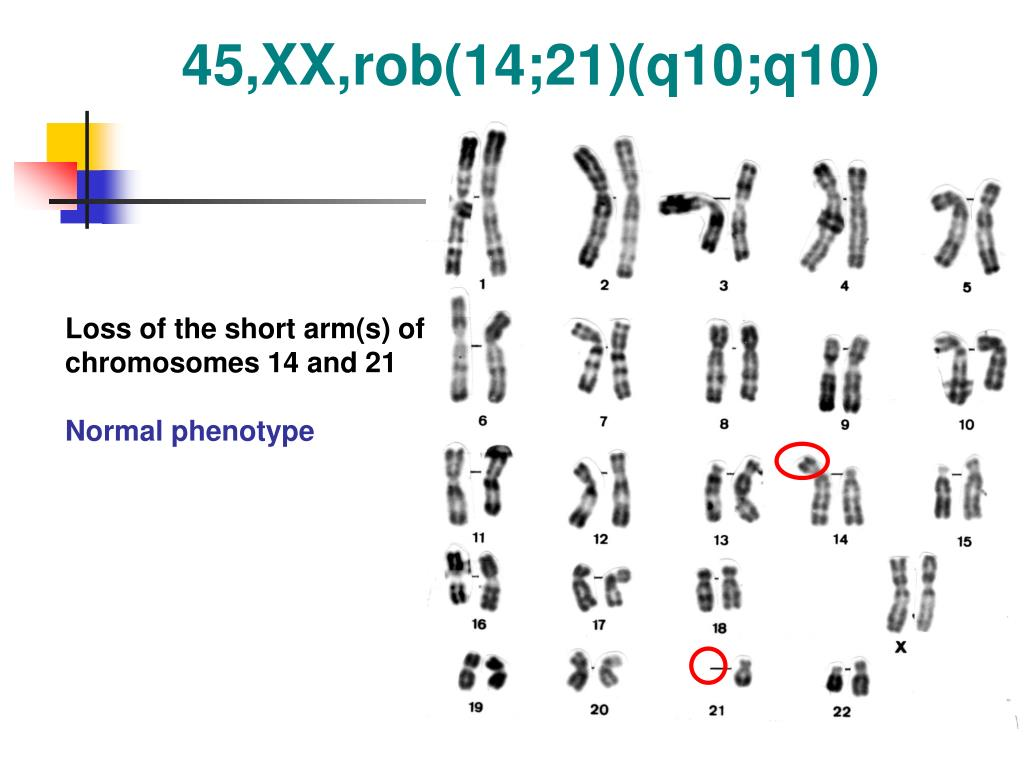 45,XX,rob(14;21)(q10;q10)
Loss of the short arm(s) of
chromosomes 14 and 21
Normal phenotype
1 2 3 4 5
6 7 8 9 10
11 12 13 14 15
16 17 18 X
19 20 21 22